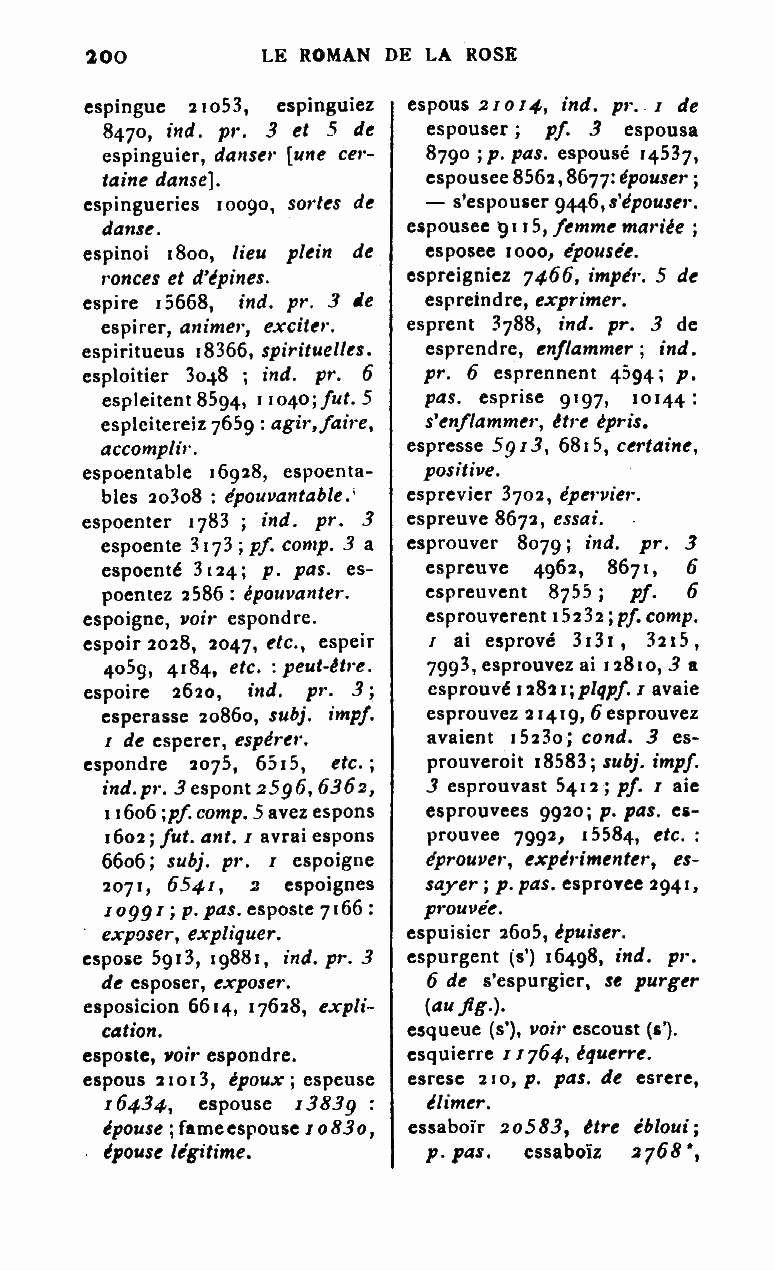 200 LE ROMAN DE LA ROSE
espingue 21053, espinguiez
8470, ind. pr. 3 et 5 de
espinguier, danser [une cer-
taine danse].
espingueries 10090, sortes de
danse.
espinoi 1800, lieu plein de
ronces et d'épines.
espire 15668, ind. pr. 3 de
espirer, animer, exciter.
espiritueus 18366, spirituelles.
esploitier 3048 ; ind. pr. 6
espleitent 8594, 11040; fut. 5
espleitereiz 7659 : agir, faire,
accomplir.
espoentable 16928, espoenta-
bles 20308 : épouvantable.
espoenter 1783 ; ind. pr. 3
espoente 3173 ; pf. comp. 3 a
espoenté 3124; p. pas. es-
poentez 2586 : épouvanter.
espoigne, voir espondre.
espoir 2028, 2047, etc., espeir
4059, 4184, etc. : peut-être.
espoire 2620, ind. pr. 3;
esperasse 20860, subj. impf.
1 de esperer, espérer.
espondre 2075, 6515, etc. ;
ind. pr. 3 espont 2596, 6362,
11606 ; pf. comp. 5 avez espons
1602 ; fut. ant. 1 avrai espons
6606; subj. pr. 1 espoigne
2071, 6541, 2 espoignes
10991 ; p. pas. esposte 7166 :
exposer, expliquer.
espose 5913, 19881, ind. pr. 3
de esposer, exposer.
esposicion 6614, 17628, expli-
cation.
esposte, voir espondre.
espous 21013, époux ; espeuse
16434, espouse 13839 :
épouse ; fame espouse 10830,
épouse légitime.
espous 21014, ind. pr. 1 de
espouser ; pf. 3 espousa
8790 ; p. pas. espousé 14537,
espousee 8562, 8677: épouser ;
— s'espouser 9446, s'épouser.
espousee 9115, femme mariée ;
esposee 1000, épousée.
espreigniez 7466, impér. 5 de
espreindre, exprimer.
esprent 3788, ind. pr. 3 de
esprendre, enflammer ; ind.
pr. 6 esprennent 4594; p.
pas. esprise 9197, 10144 :
s'enflammer, être épris.
espresse 5913, 6815, certaine,
positive.
esprevier 3702, épervier.
espreuve 8672, essai.
esprouver 8079; ind. pr. 3
espreuve 4962, 8671, 6
espreuvent 8755 ; pf. 6
esprouverent 15232 ; pf. comp.
1 ai esprové 3131, 3215,
7993, esprouvez ai 12810, 3 a
esprouvé 12821; plqpf. 1 avaie
esprouvez 21419, 6 esprouvez
avaient 15230; cond. 3 es-
prouveroit 18583; subj. impf.
3 esprouvast 5412 ; pf. 1 aie
esprouvees 9920; p. pas. es-
prouvee 7992, 15584, etc. :
éprouver, expérimenter, es-
sayer ; p. pas. esprovee 2941,
prouvée.
espuisier 2605, épuiser.
espurgent (s') 16498, ind. pr.
6 de s'espurgier, se purger
(au fig.).
esqueue (s'), voir escoust (s').
esquierre 11764, équerre.
esrese 210, p. pas. de esrere,
élimer.
essaboïr 20583, être ébloui ;
p. pas. essaboïz 2768*,